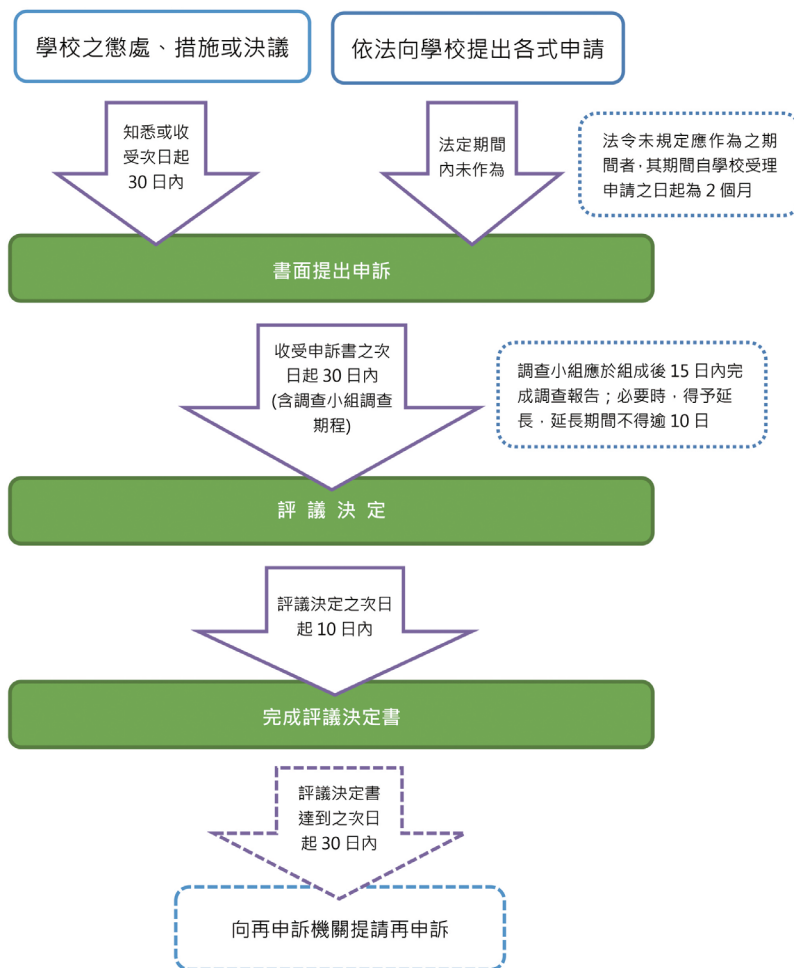 學校之懲處、措施或決議
依法向學校提出各式申請
知悉或收
受次日起
30 日內
法定期間
內未作為
法令未規定應作為之期
間者，其期間自學校受理
申請之日起為 2 個月
書面提出申訴
收受申訴書之次
日起 30 日內
(含調查小組調查
期程)
調查小組應於組成後 15 日內完
成調查報告；必要時，得予延
長，延長期間不得逾 10 日
評 議 決 定
評議決定之次日
起 10 日內
完成評議決定書
評議決定書
達到之次日
起 30 日內
向再申訴機關提請再申訴